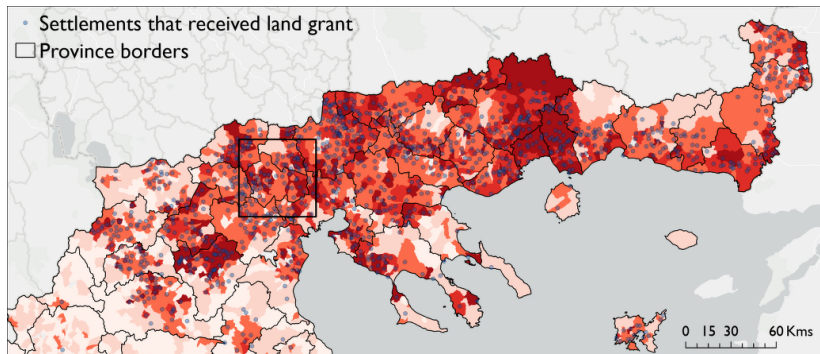 Settlements that received land grant
Province borders
0 15 30 60 Kms